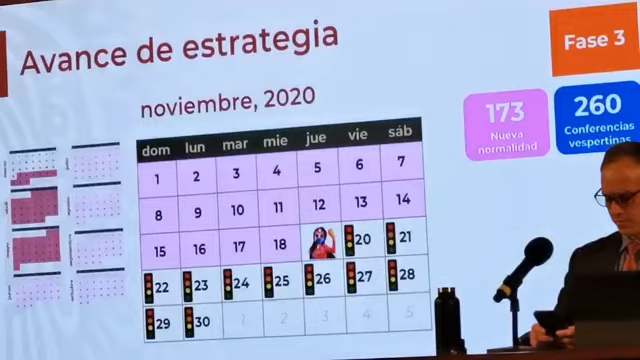 Avance de estrategia
Fase 3
noviembre, 2020
173
Nueva
normalidad
260
Conferencias
vespertinas
dom lun mar mie jue vie sáb
1 2 3 4 5 6 7
8 9 10 11 12 13 14
15 16 17 18 20 21
22 23 24 25 26 27 28
29 30 1 2 3 4 5